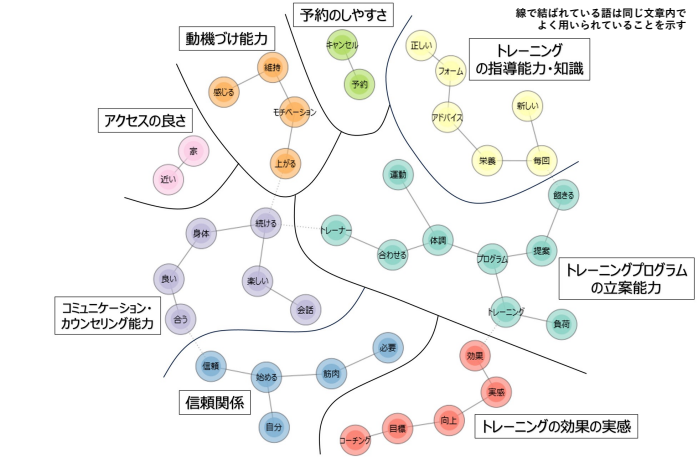 線で結ばれている語は同じ文章内で
よく用いられていることを示す
予約のしやすさ
キャンセル
予約
動機づけ能力
維持
感じる
モチベーション
上がる
トレーニング
の指導能力・知識
正しい
フォーム
アドバイス
新しい
栄養
毎回
アクセスの良さ
家
近い
運動
飽きる
トレーナー
合わせる
体調
プログラム
提案
トレーニング
負荷
トレーニングプログラム
の立案能力
身体
続ける
良い
合う
楽しい
会話
コミュニケーション・
カウンセリング能力
信頼
始める
筋肉
必要
自分
信頼関係
効果
実感
向上
目標
コーチング
トレーニングの効果の実感